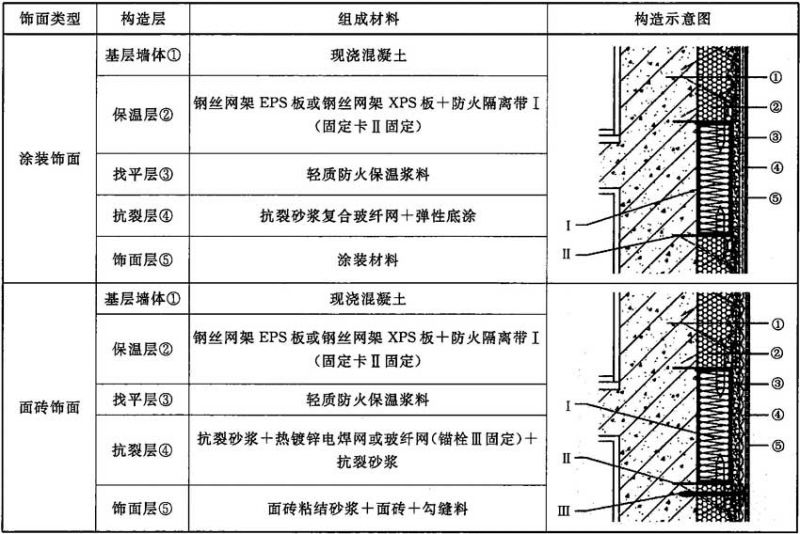 饰面类型 构造层 组成材料 构造示意图
涂装饰面
基层墙体① 现浇混凝土
保温层② 钢丝网架 EPS 板或钢丝网架 XPS 板＋防火隔离带Ⅰ
（固定卡Ⅱ固定）
找平层③ 轻质防火保温浆料
抗裂层④ 抗裂砂浆复合玻纤网＋弹性底涂
饰面层⑤ 涂装材料
①
②
③
④
⑤
Ⅰ
Ⅱ
面砖饰面
基层墙体① 现浇混凝土
保温层② 钢丝网架 EPS 板或钢丝网架 XPS 板＋防火隔离带Ⅰ
（固定卡Ⅱ固定）
找平层③ 轻质防火保温浆料
抗裂层④ 抗裂砂浆＋热镀锌电焊网或玻纤网（锚栓Ⅲ固定）＋
抗裂砂浆
饰面层⑤ 面砖粘结砂浆＋面砖＋勾缝料
①
②
③
④
⑤
Ⅰ
Ⅱ
Ⅲ